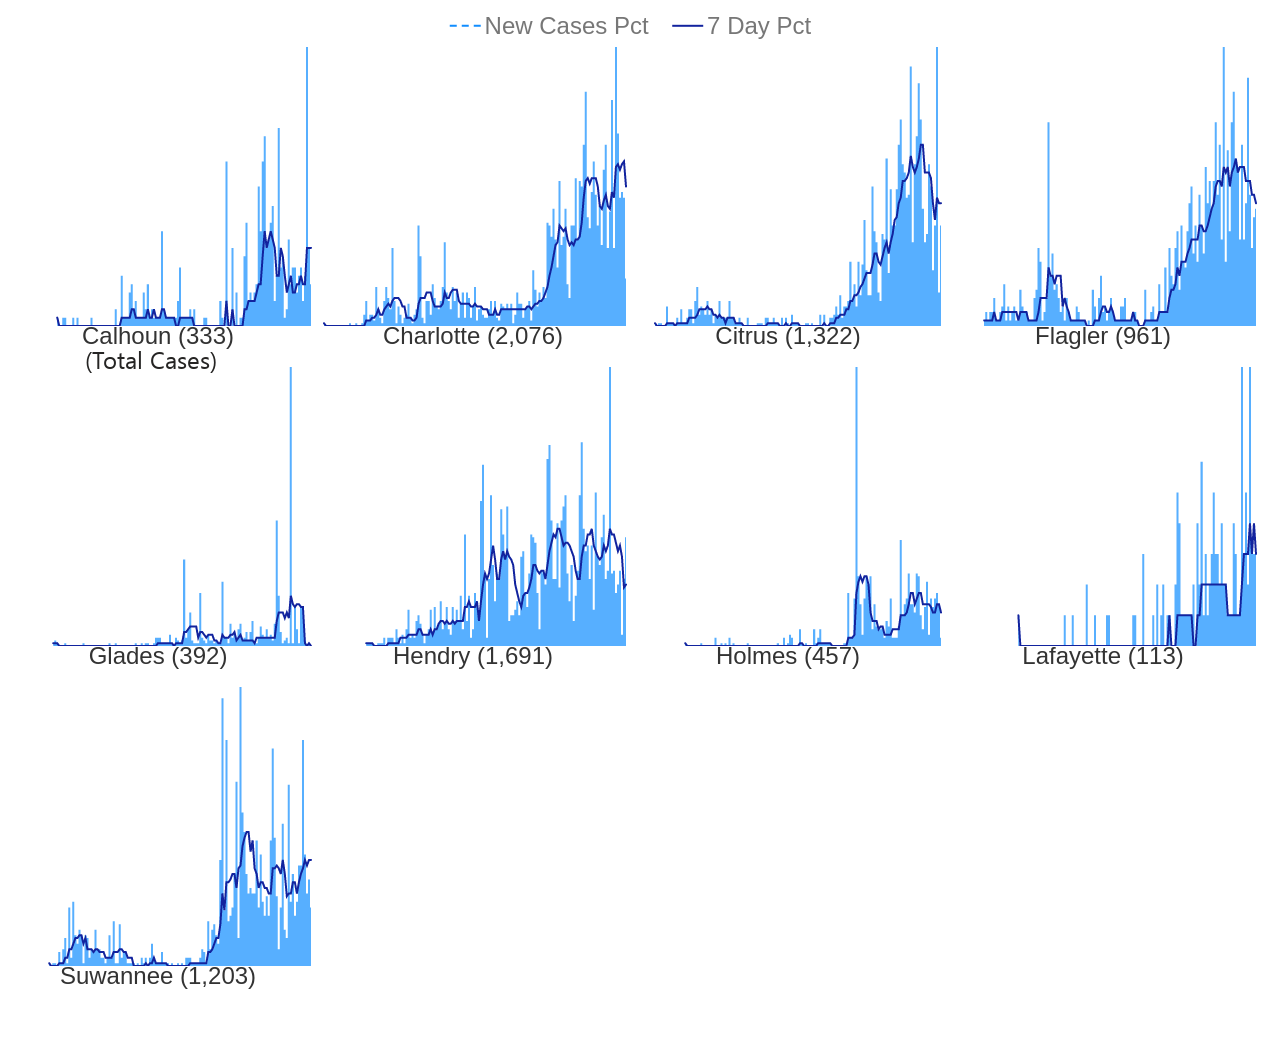 New Cases Pct 7 Day Pct
Calhoun (333) Charlotte (2,076) Citrus (1,322) Flagler (961)
(Total Cases)
Glades (392) Hendry (1,691) Holmes (457) Lafayette (113)
Suwannee (1,203)